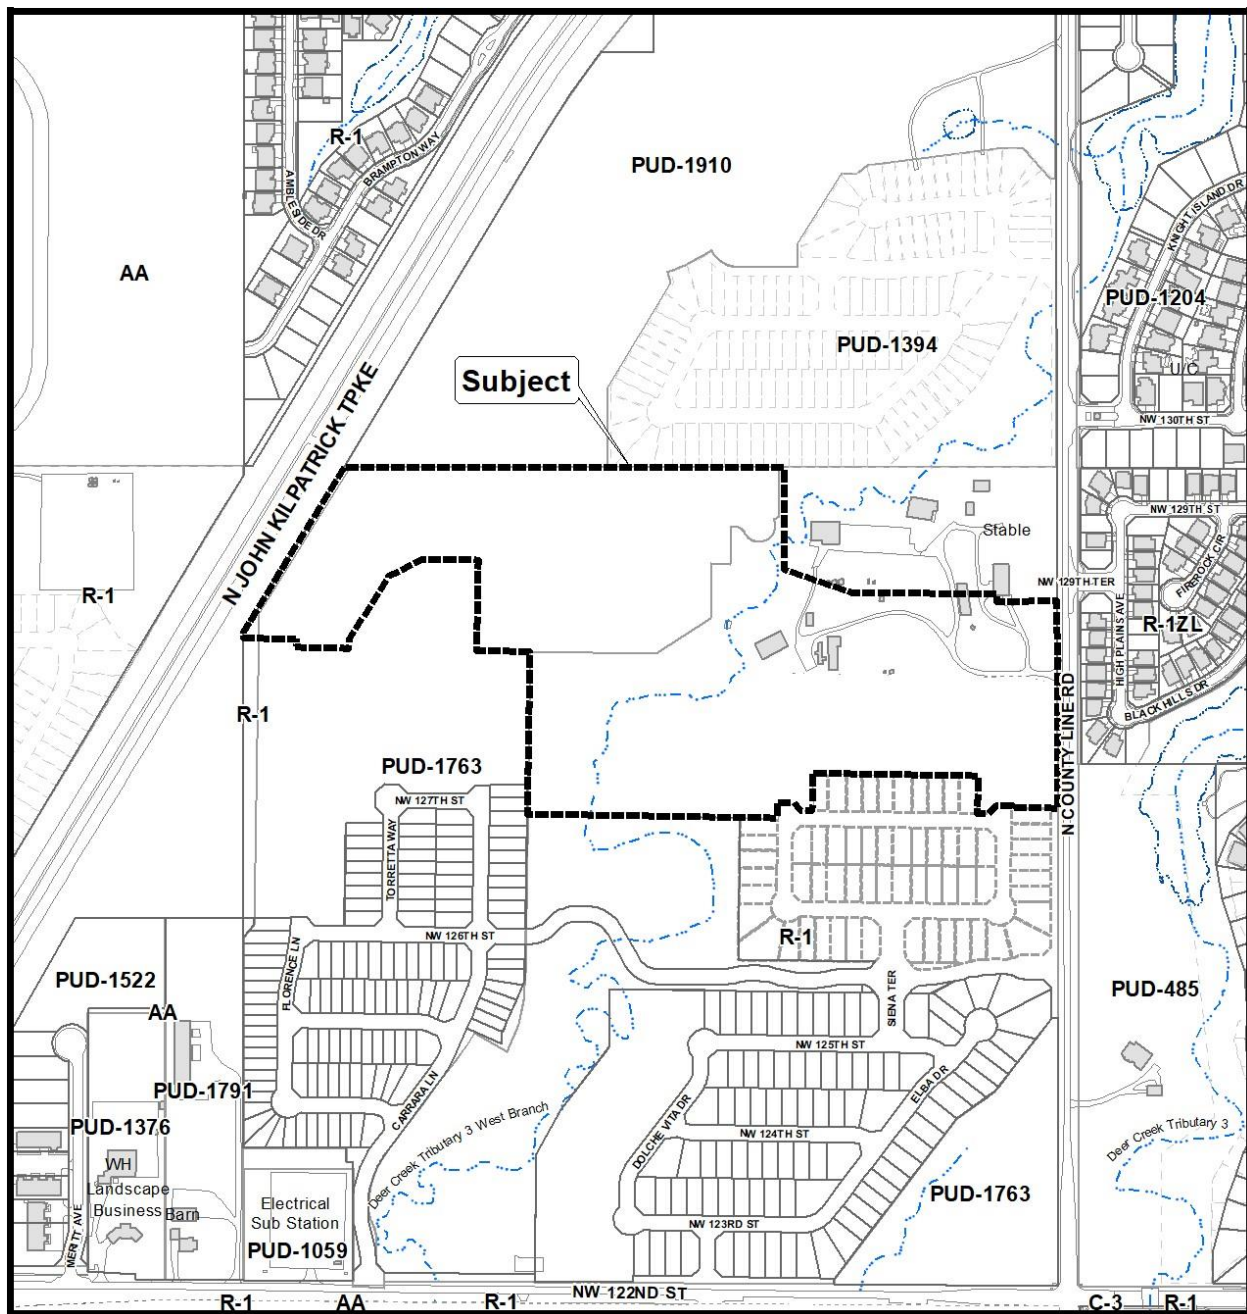 R-1
BRAMPTON WAY
AMBLESIDE DR
PUD-1910
KNIGHT ISLAND DR
AA
PUD-1204
PUD-1394
U/C
Subject
NW 130TH ST
N JOHN KILPATRICK TPKE
NW 129TH ST
Stable
FIREROCK CIR
NW 129TH TER
R-1
R-1ZL
HIGH PLAINS AVE
BLACK HILLS DR
R-1
N COUNTY LINE RD
PUD-1763
NW 127TH ST
TORRETTA WAY
NW 126TH ST
R-1
FLORENCE LN
PUD-1522
SIENA TER
PUD-485
AA
NW 125TH ST
PUD-1791
CARRARA LN
ELBA DR
PUD-1376
Deer Creek Tributary 3 West Branch
DOLCHE VITA DR
NW 124TH ST
Deer Creek Tributary 3
WH
Landscape
Business
Barn
Electrical
Sub Station
PUD-1763
MERITT AVE
NW 123RD ST
PUD-1059
NW 122ND ST
R-1
AA
R-1
C-3
R-1